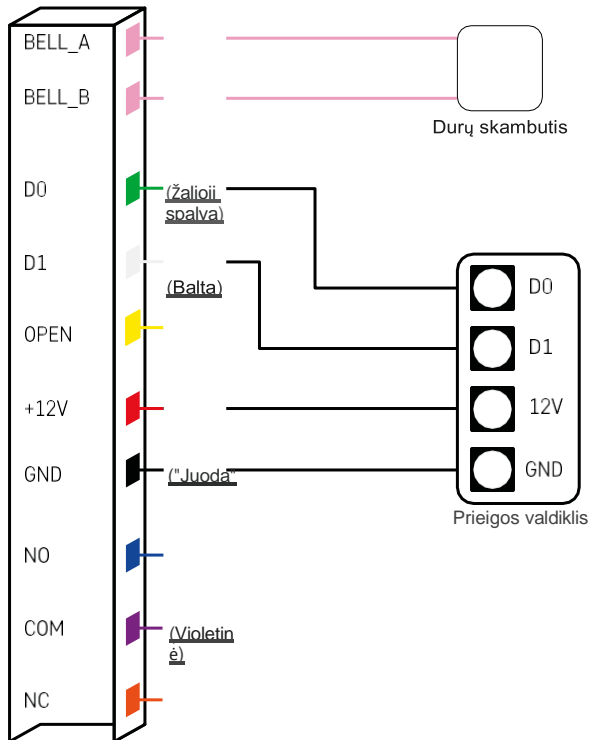 BELL_A
BELL_B
Durų skambutis
D0
(Žalioji
spalva)
D1
(Balta)
OPEN
+12V
GND
("Juoda"
NO
COM
(Violetin
ė)
NC
D0
D1
12V
GND
Prieigos valdiklis